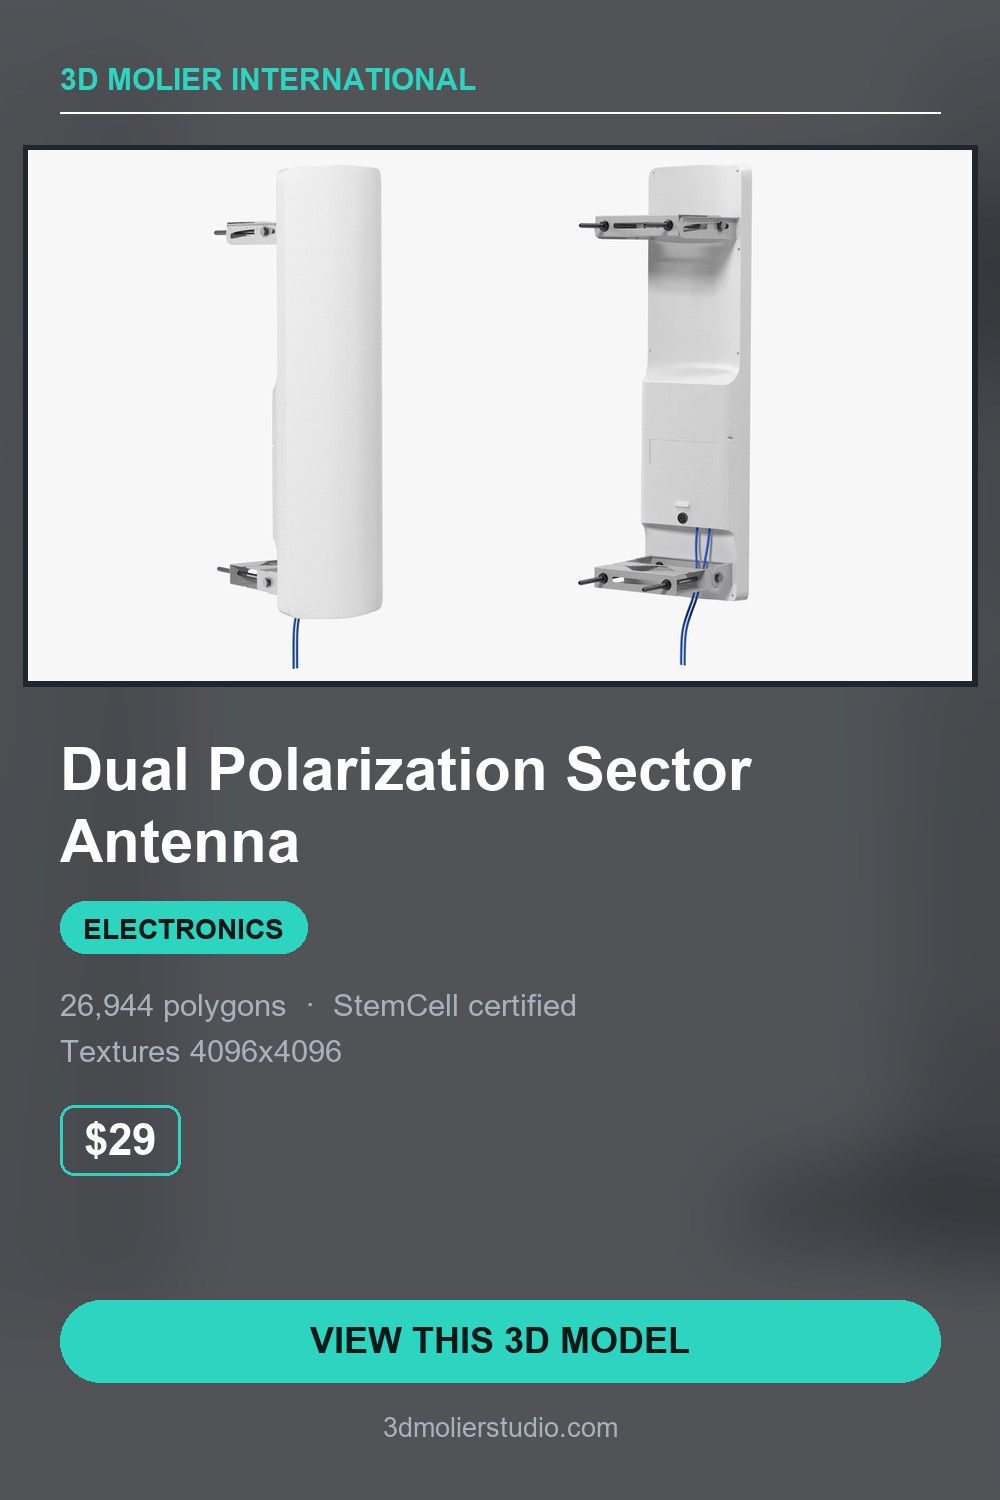 3D MOLIER INTERNATIONAL
Dual Polarization Sector
Antenna
ELECTRONICS
26,944 polygons · StemCell certified
Textures 4096x4096
$29
VIEW THIS 3D MODEL
3dmolierstudio.com